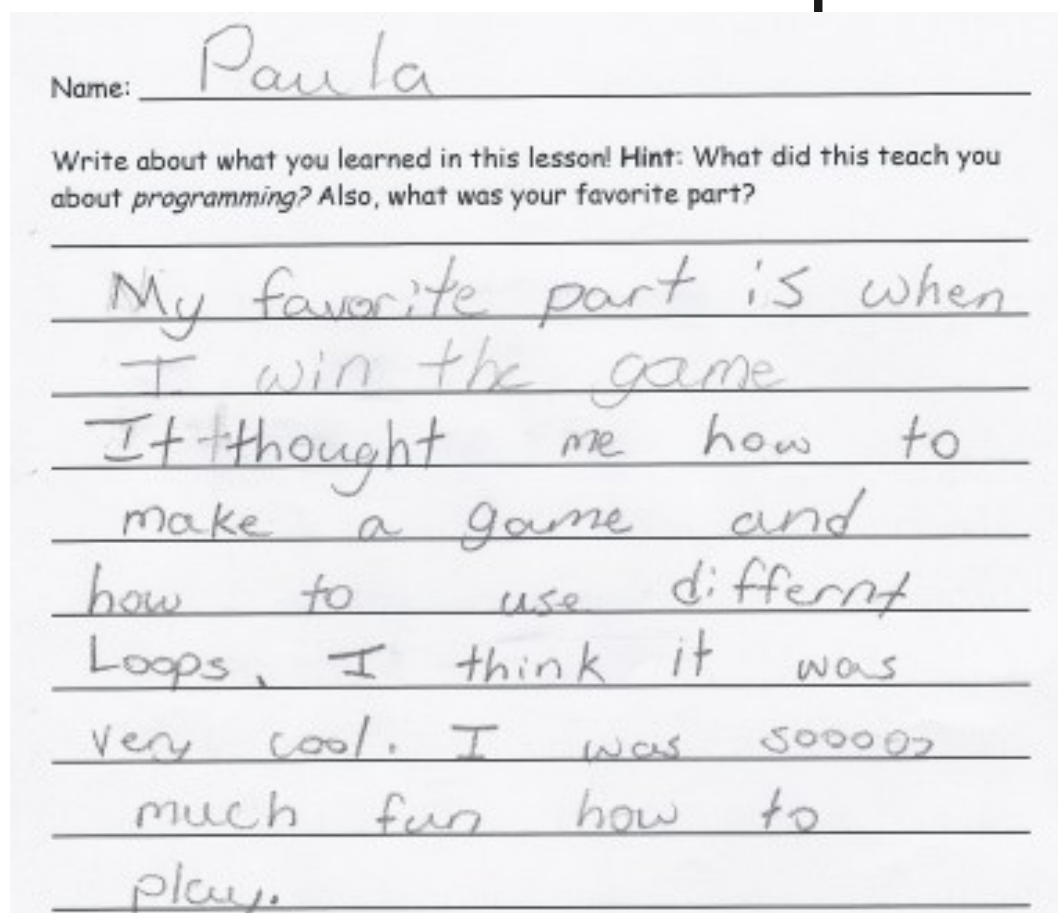 Name: Paula
Write about what you learned in this lesson! Hint: What did this teach you
about programming? Also, what was your favorite part?
My favorite part is when
I win the game
It thought me how to
make a game and
how to use differnt
Loops. I think it was
very cool. I was sooooo
much fun how to
play.